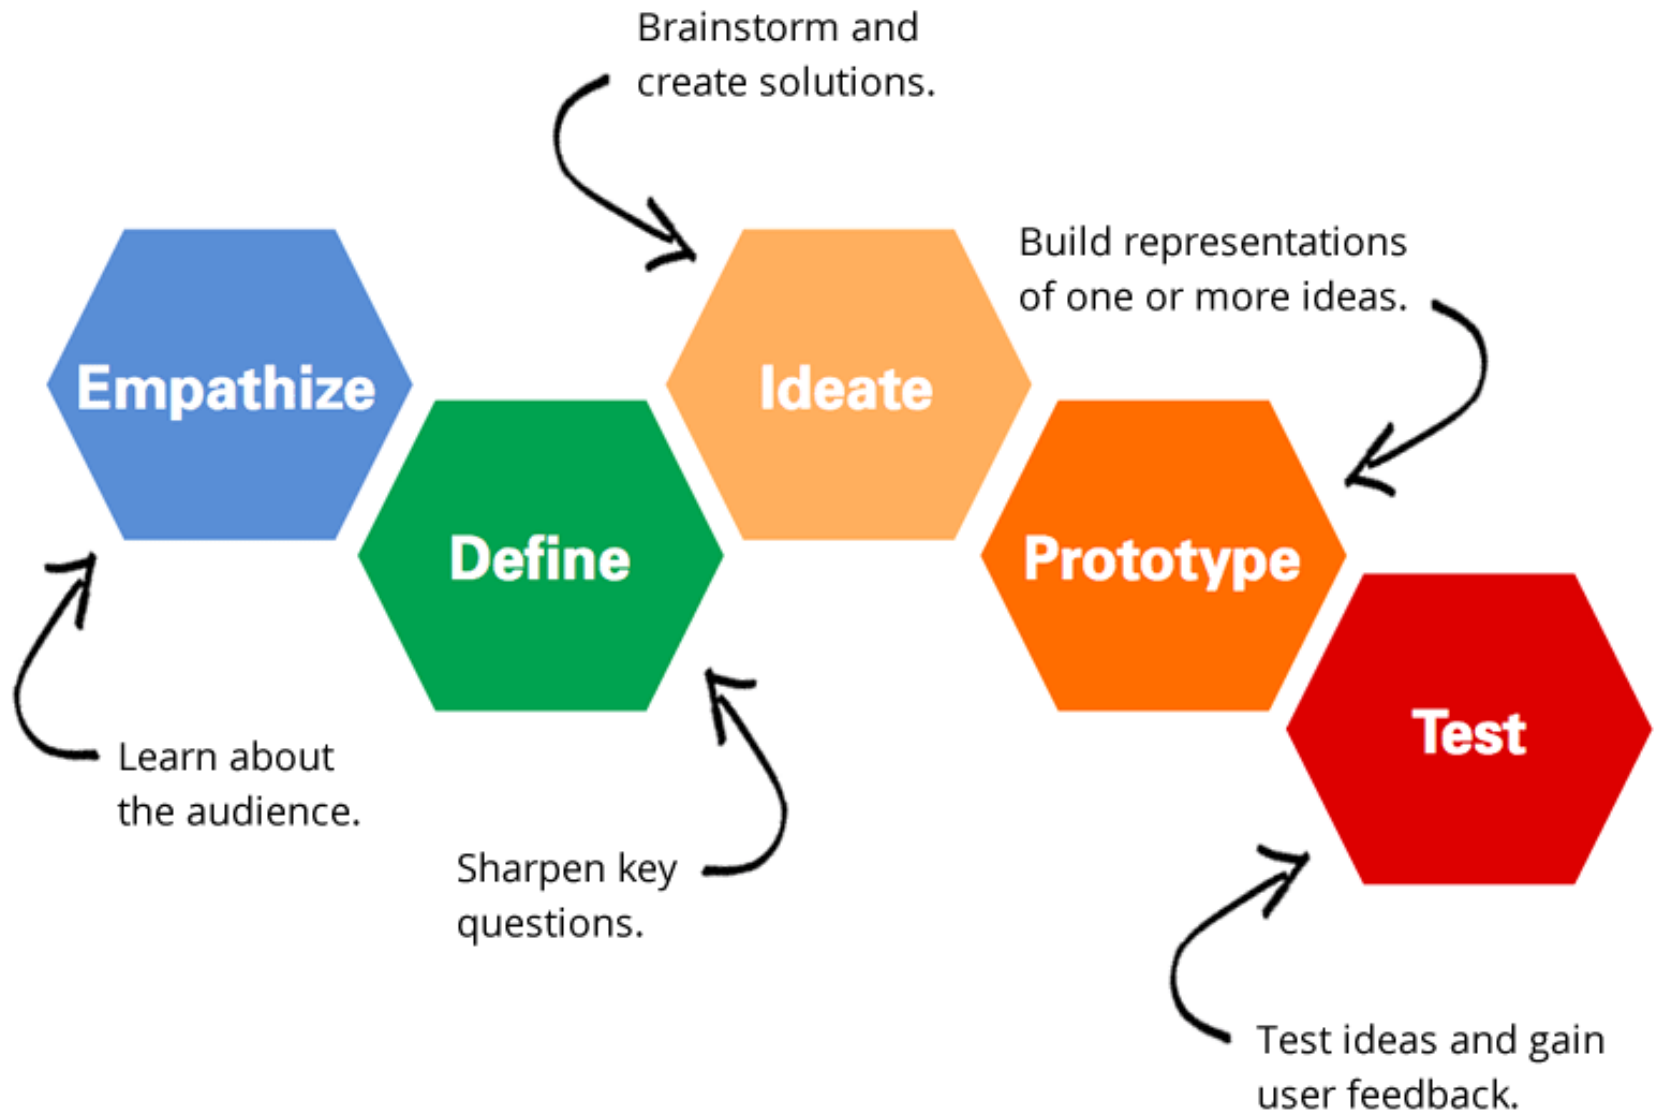 Brainstorm and
create solutions.
Build representations
of one or more ideas.
Empathize
Ideate
Define
Prototype
Test
Learn about
the audience.
Sharpen key
questions.
Test ideas and gain
user feedback.